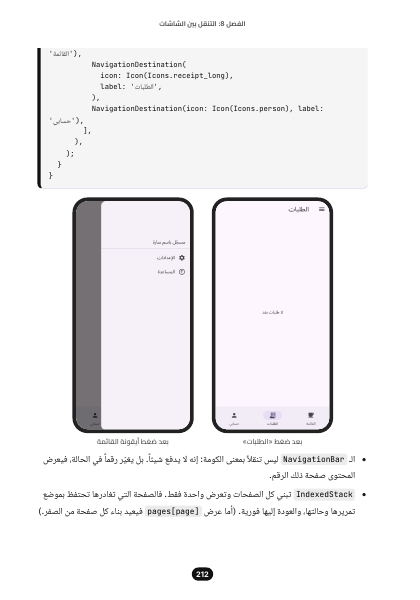 الفصل 8: التنقل بين الشاشات
'القائمة'),
NavigationDestination(
icon: Icon(Icons.receipt_long),
label: 'الطلبات',
),
NavigationDestination(icon: Icon(Icons.person), label:
'حسابي'),
],
),
);
}
}
الطلبات
لا طلبات بعد
القائمة
الطلبات
حسابي
مسجّل باسم سارة
الإعدادات
المساعدة
حسابي
بعد ضغط «الطلبات»
بعد ضغط أيقونة القائمة
• الـ NavigationBar ليس تنقلاً بمعنى الكومة: إنه لا يدفع شيئاً. بل يغيّر رقماً في الحالة، فيعرض
المحتوى صفحة ذلك الرقم.
• IndexedStack تبني كل الصفحات وتعرض واحدة فقط. فالصفحة التي تغادرها تحتفظ بموضع
تمريرها وحالتها، والعودة إليها فورية. (أما عرض pages[page] فيعيد بناء كل صفحة من الصفر.)
212